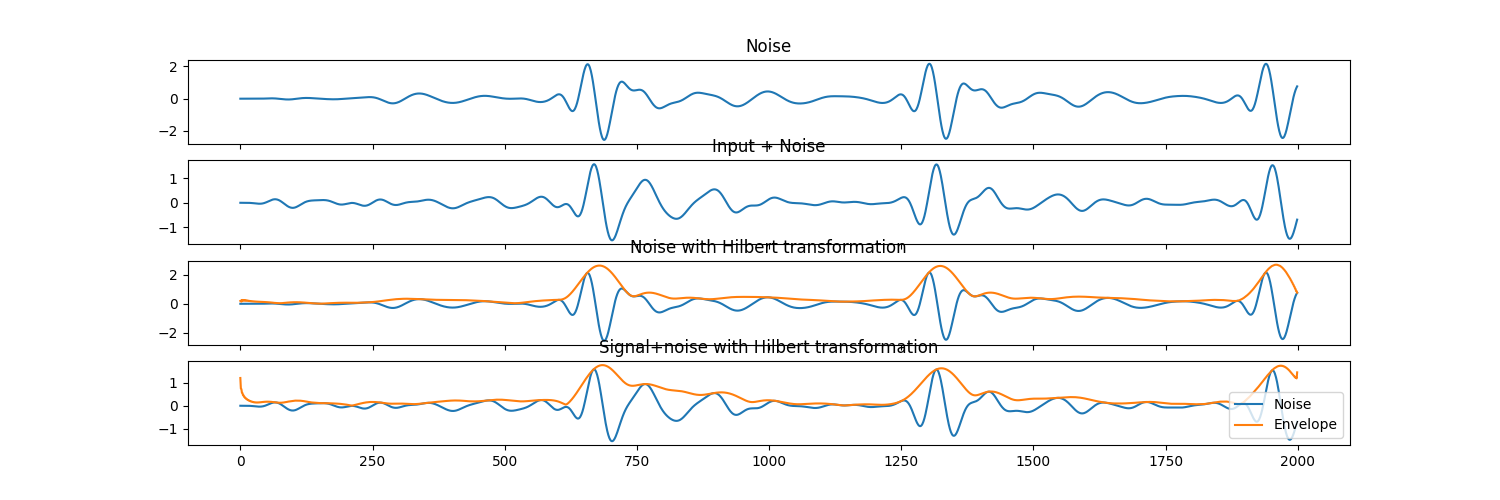 Noise
2
0
−2
Input + Noise
1
0
−1
Noise with Hilbert transformation
2
0
−2
Signal+noise with Hilbert transformation
1
0
−1
Noise
Envelope
0 250 500 750 1000 1250 1500 1750 2000